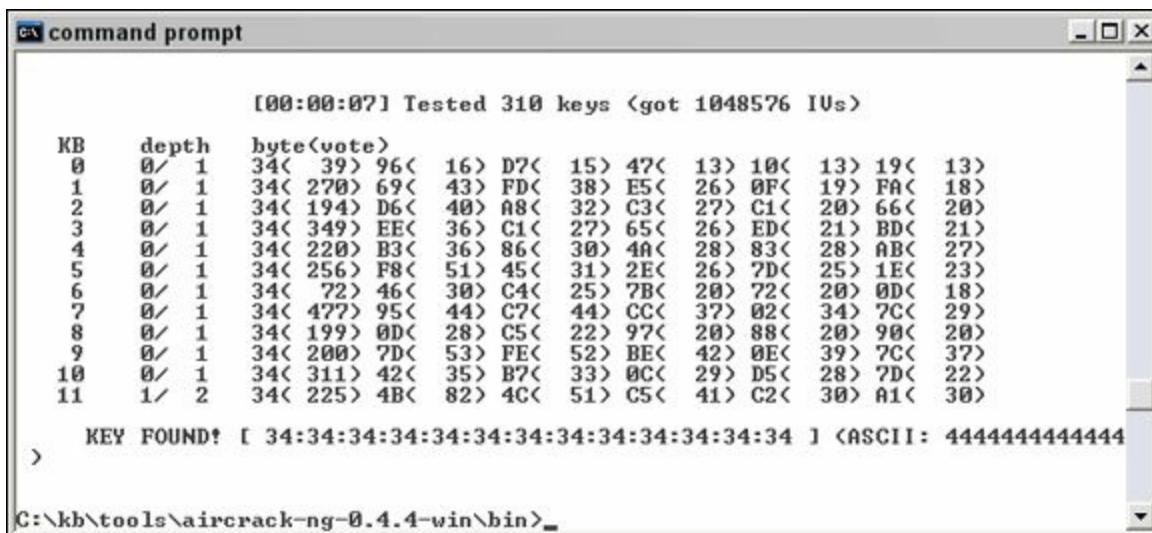 command prompt
[00:00:07] Tested 310 keys (got 1048576 IVs)
KB depth byte(vote)
0 0/ 1 34( 39) 96( 16) D7( 15) 47( 13) 10( 13) 19( 13)
1 0/ 1 34( 270) 69( 43) FD( 38) E5( 26) 0F( 19) FA( 18)
2 0/ 1 34( 194) D6( 40) A8( 32) C3( 27) C1( 20) 66( 20)
3 0/ 1 34( 349) EE( 36) C1( 27) 65( 26) ED( 21) BD( 21)
4 0/ 1 34( 220) B3( 36) 86( 30) 4A( 28) 83( 28) AB( 27)
5 0/ 1 34( 256) F8( 51) 45( 31) 2E( 26) 7D( 25) 1E( 23)
6 0/ 1 34( 72) 46( 30) C4( 25) 7B( 20) 72( 20) 0D( 18)
7 0/ 1 34( 477) 95( 44) C7( 44) CC( 37) 02( 34) 7C( 29)
8 0/ 1 34( 199) 0D( 28) C5( 22) 97( 20) 88( 20) 90( 20)
9 0/ 1 34( 200) 7D( 53) FE( 52) BE( 42) 0E( 39) 7C( 37)
10 0/ 1 34( 311) 42( 35) B7( 33) 0C( 29) D5( 28) 7D( 22)
11 1/ 2 34( 225) 4B( 82) 4C( 51) C5( 41) C2( 30) A1( 30)
KEY FOUND! [ 34:34:34:34:34:34:34:34:34:34:34:34:34 ] (ASCII: 4444444444444
)
C:\kb\tools\aircrack-ng-0.4.4-win\bin>_